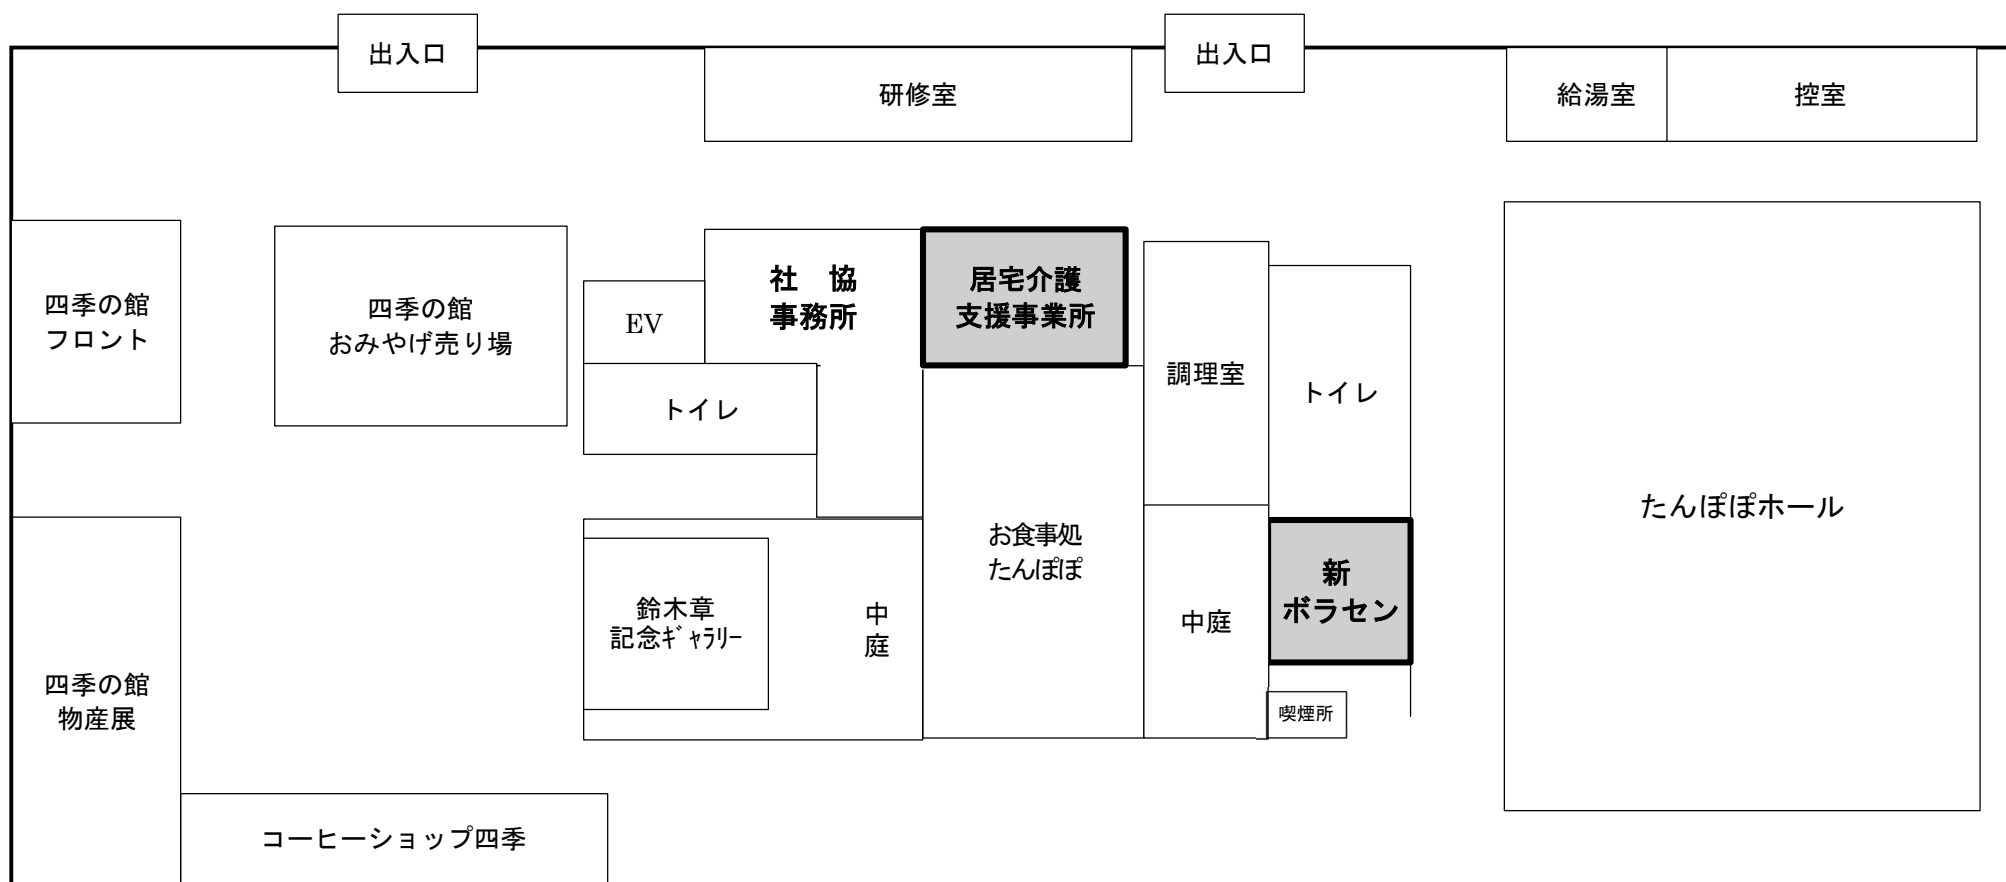 出入口
出入口
研修室
給湯室
控室
四季の館
フロント
四季の館
おみやげ売り場
EV
社　協
事務所
居宅介護
支援事業所
調理室
トイレ
トイレ
たんぽぽホール
お食事処
たんぽぽ
新
ボラセン
鈴木章
記念ｷﾞｬﾗﾘｰ
中
庭
中庭
四季の館
物産展
喫煙所
コーヒーショップ四季